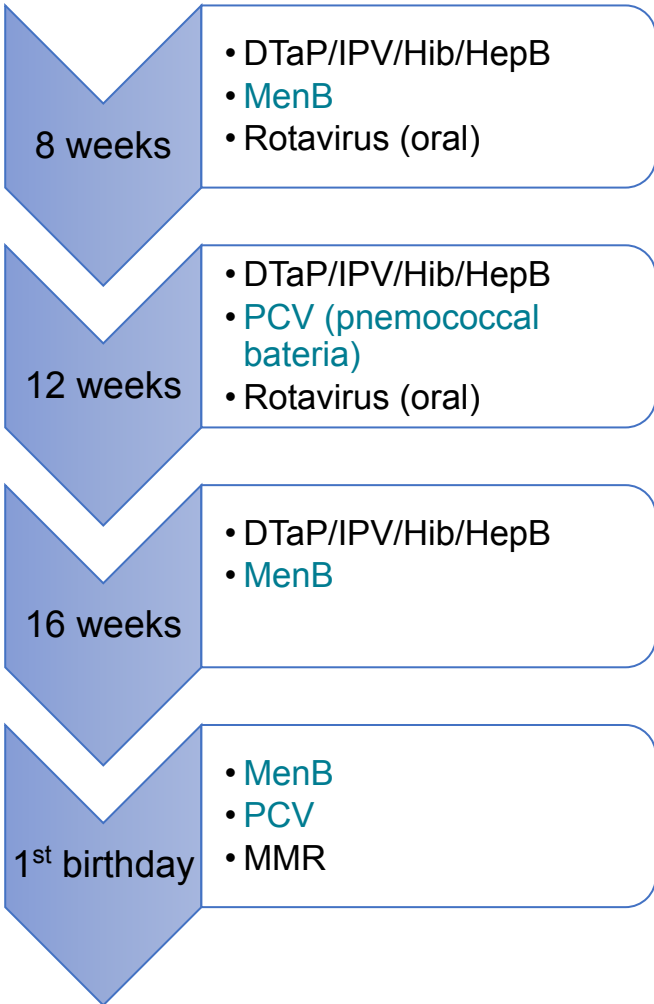 8 weeks
• DTaP/IPV/Hib/HepB
• MenB
• Rotavirus (oral)
12 weeks
• DTaP/IPV/Hib/HepB
• PCV (pnemococcal
bateria)
• Rotavirus (oral)
16 weeks
• DTaP/IPV/Hib/HepB
• MenB
1st birthday
• MenB
• PCV
• MMR